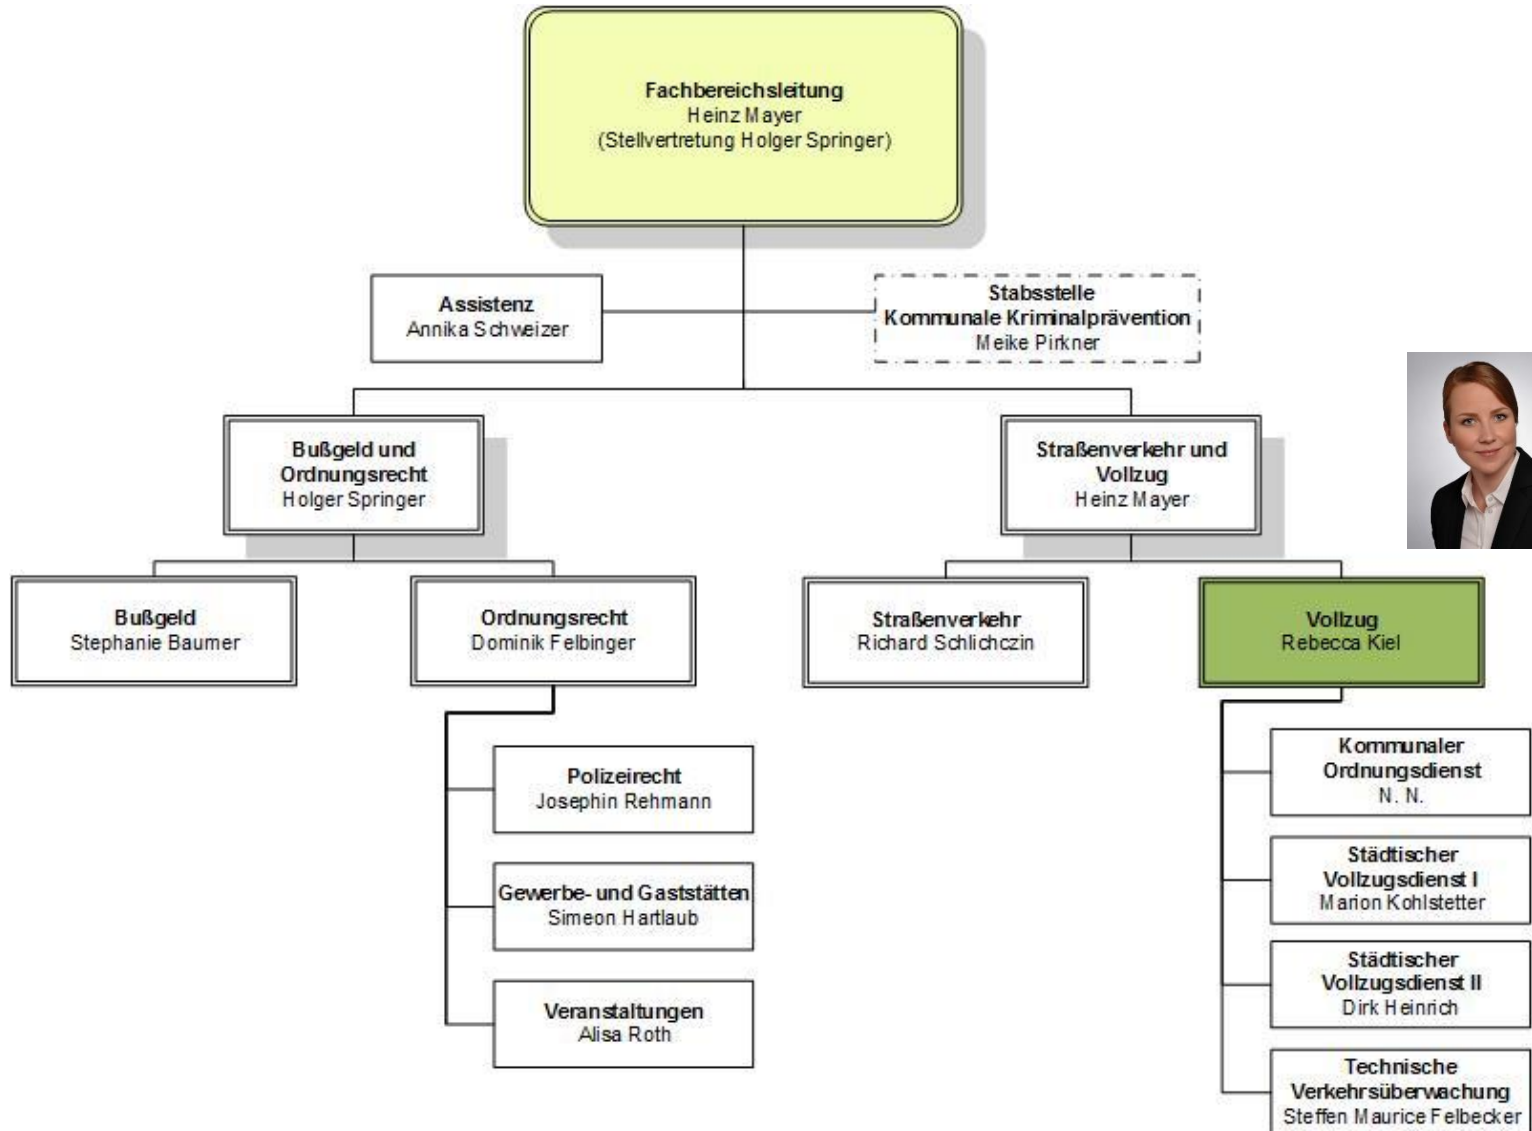 Fachbereichsleitung
Heinz Mayer
(Stellvertretung Holger Springer)
Assistenz
Annika Schweizer
Stabsstelle
Kommunale Kriminalprävention
Meike Pirkner
Bußgeld und
Ordnungsrecht
Holger Springer
Straßenverkehr und
Vollzug
Heinz Mayer
Bußgeld
Stephanie Baumer
Ordnungsrecht
Dominik Felbinger
Straßenverkehr
Richard Schlichczin
Vollzug
Rebecca Kiel
Polizeirecht
Josephin Rehmann
Gewerbe- und Gaststätten
Simeon Hartlaub
Veranstaltungen
Alisa Roth
Kommunaler
Ordnungsdienst
N. N.
Städtischer
Vollzugsdienst I
Marion Kohlstetter
Städtischer
Vollzugsdienst II
Dirk Heinrich
Technische
Verkehrsüberwachung
Steffen Maurice Felbecker